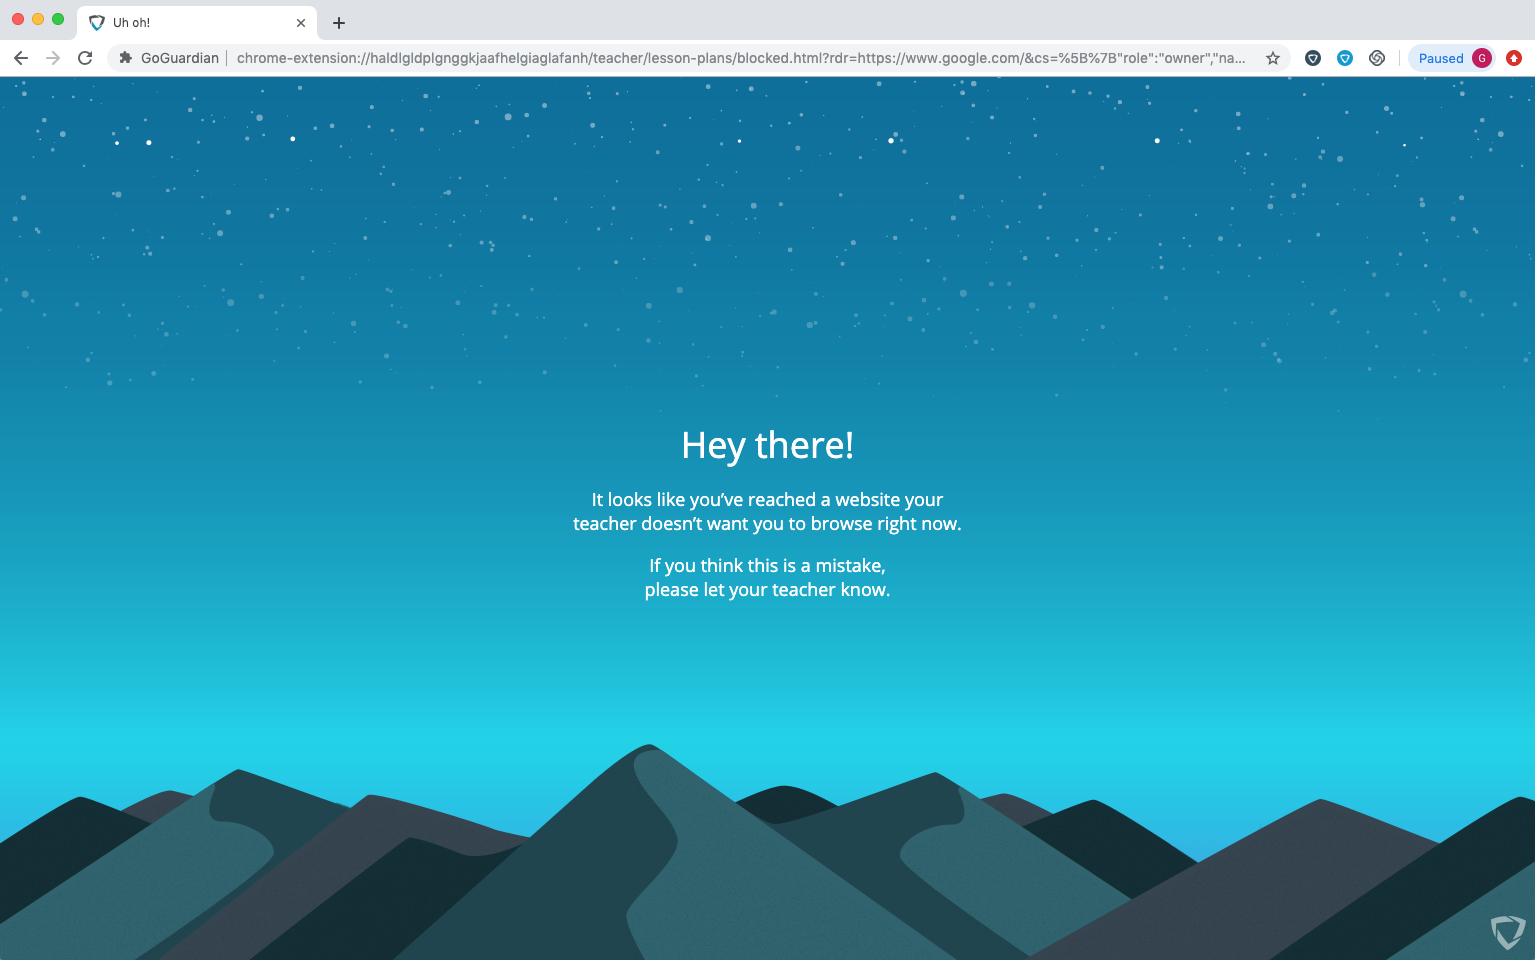 Uh oh!
GoGuardian
chrome-extension://haldlgldplgnggkjaafhelgiaglafanh/teacher/lesson-plans/blocked.html?rdr=https://www.google.com/&cs=%5B%7B"role":"owner","na...
Paused
G
Hey there!
It looks like you’ve reached a website your
teacher doesn’t want you to browse right now.
If you think this is a mistake,
please let your teacher know.